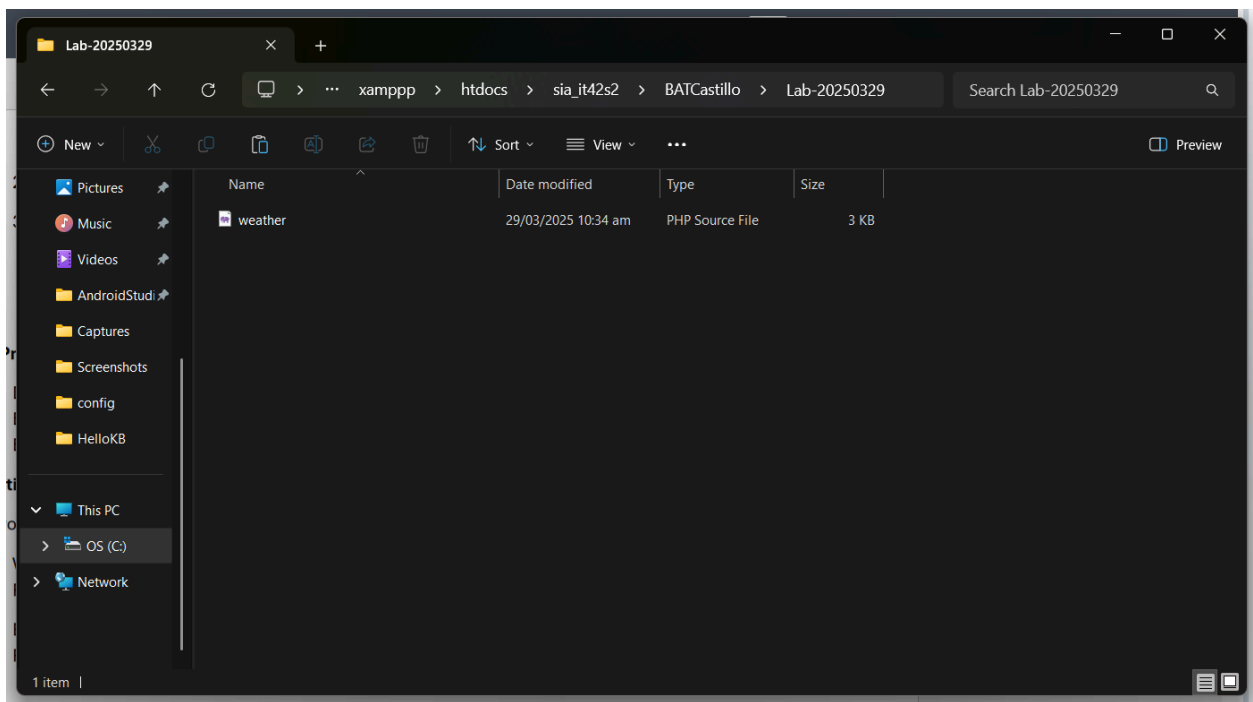 Lab-20250329
··· xamppp > htdocs > sia_it42s2 > BATCastillo > Lab-20250329
Search Lab-20250329
New
Sort
View
Preview
Name Date modified Type Size
weather 29/03/2025 10:34 am PHP Source File 3 KB
Pictures
Music
Videos
AndroidStudi
Captures
Screenshots
config
HelloKB
This PC
OS (C:)
Network
1 item